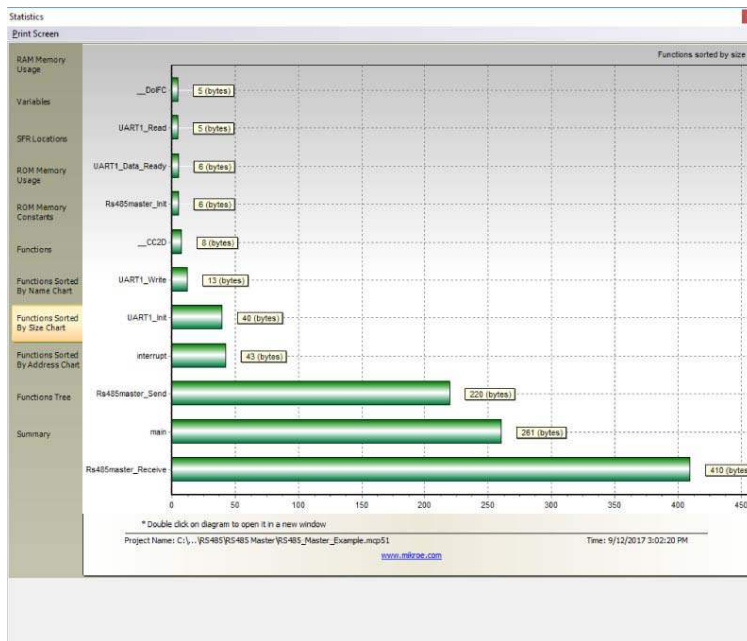 Statistics
Print Screen
RAM Memory
Usage
Variables
SFR Locations
ROM Memory
Usage
ROM Memory
Constants
Functions
Functions Sorted
By Name Chart
Functions Sorted
By Size Chart
Functions Sorted
By Address Chart
Functions Tree
Summary
Functions sorted by size
__DoIFC 5 (bytes)
UART1_Read 5 (bytes)
UART1_Data_Ready 6 (bytes)
Rs485master_Init 6 (bytes)
__CC2D 8 (bytes)
UART1_Write 13 (bytes)
UART1_Init 40 (bytes)
interrupt 43 (bytes)
Rs485master_Send 220 (bytes)
main 261 (bytes)
Rs485master_Receive 410 (bytes
0 50 100 150 200 250 300 350 400 450
* Double click on diagram to open it in a new window
Project Name: C:\...\RS485\RS485 Master\RS485_Master_Example.mcp51 Time: 9/12/2017 3:02:20 PM
www.mikroe.com